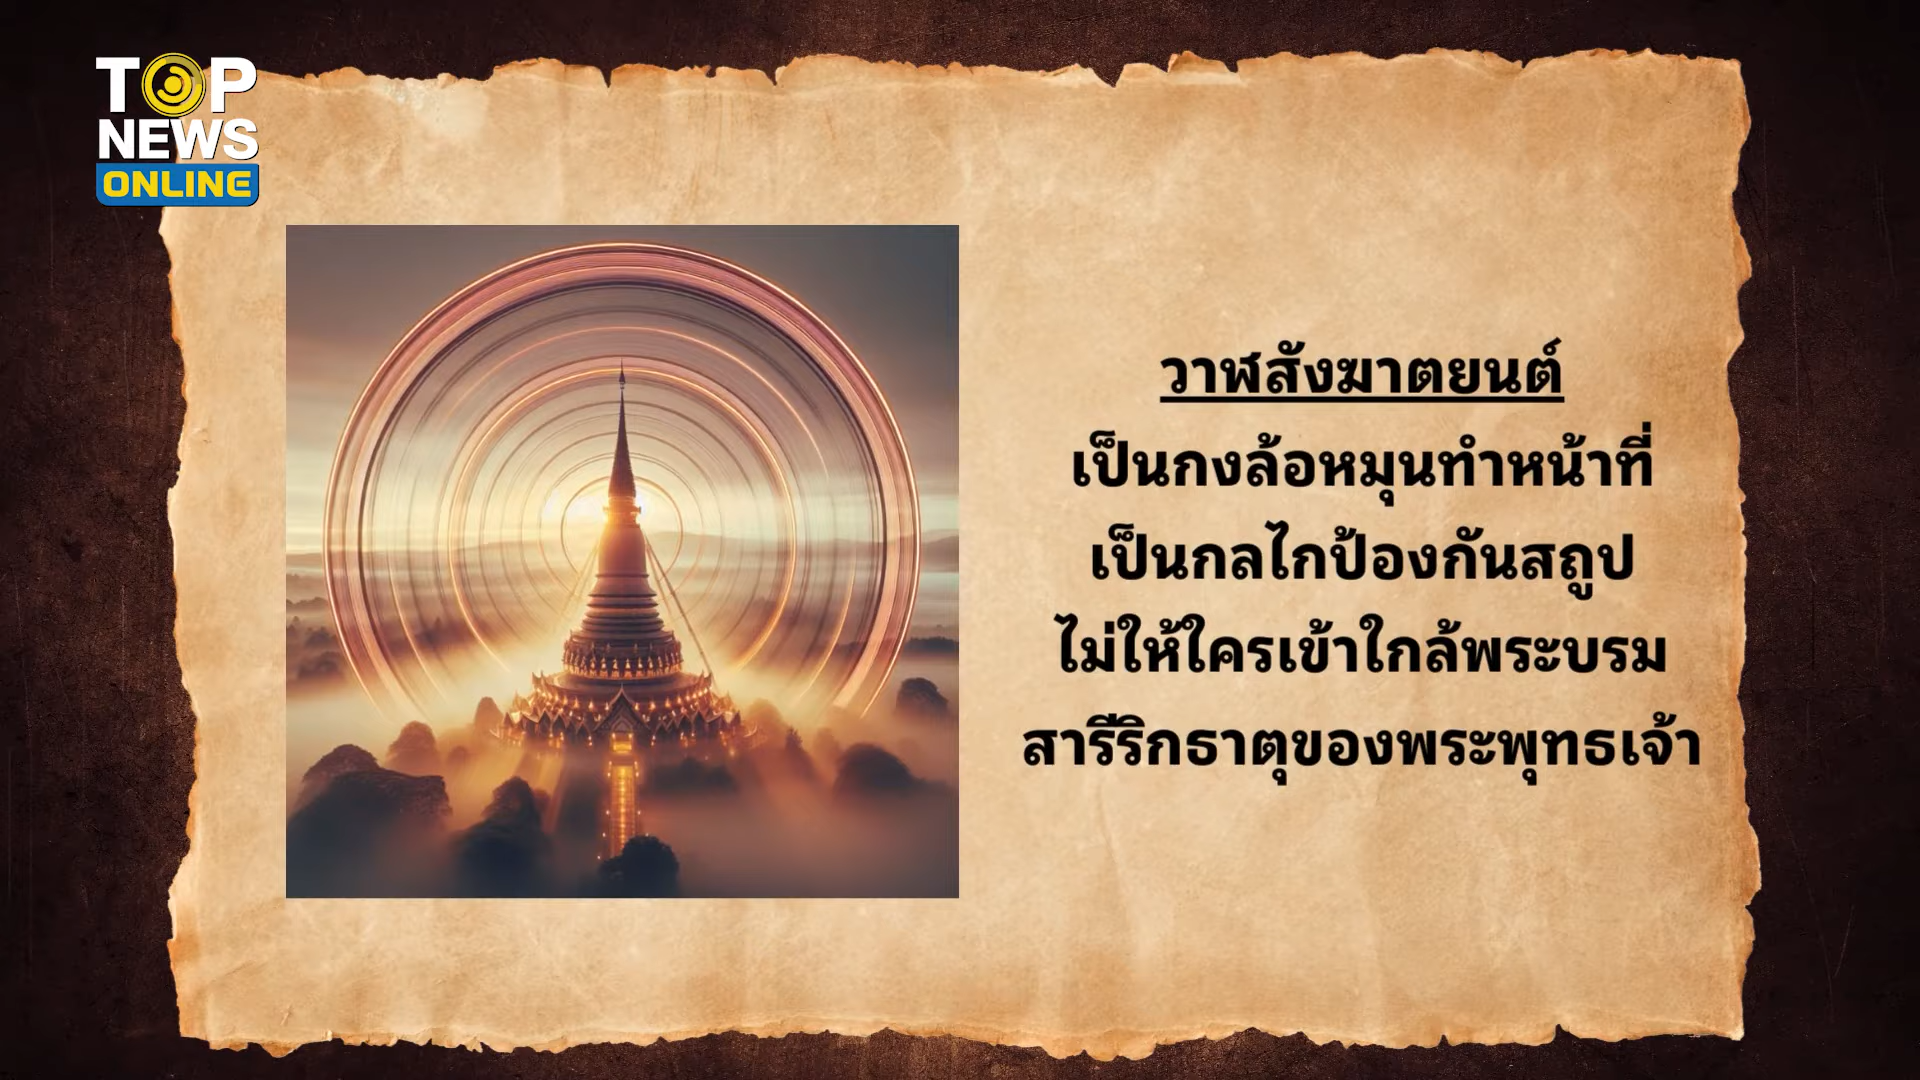 TOP
NEWS
ONLINE
วาฬสังฆาตยนต์
เป็นกงล้อหมุนทำหน้าที่
เป็นกลไกป้องกันสถูป
ไม่ให้ใครเข้าใกล้พระบรม
สารีริกธาตุของพระพุทธเจ้า